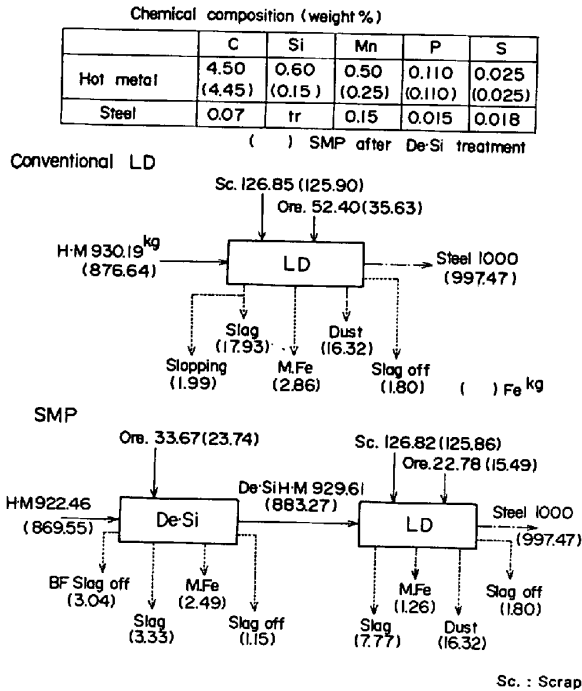 Chemical composition (weight %)
C Si Mn P S
Hot metal 4.50 0.60 0.50 0.110 0.025
(4.45) (0.15) (0.25) (0.110) (0.025)
Steel 0.07 tr 0.15 0.015 0.018
( ) SMP after De·Si treatment
Conventional LD
Sc. 126.85 (125.90)
Ore. 52.40 (35.63)
H·M 930.19 kg
(876.64)
LD
Steel 1000
(997.47)
Slag
(17.93)
Dust
(16.32)
Slopping
(1.99)
M.Fe
(2.86)
Slag off
(1.80)
( ) Fe kg
SMP
Ore. 33.67 (23.74)
Sc. 126.82 (125.86)
Ore. 22.78 (15.49)
H·M 922.46
(869.55)
De·Si
De·Si H·M 929.61
(883.27)
LD
Steel 1000
(997.47)
BF Slag off
(3.04)
M.Fe
(2.49)
Slag
(3.33)
Slag off
(1.15)
M.Fe
(1.26)
Slag off
(1.80)
Slag
(7.77)
Dust
(16.32)
Sc. : Scrap